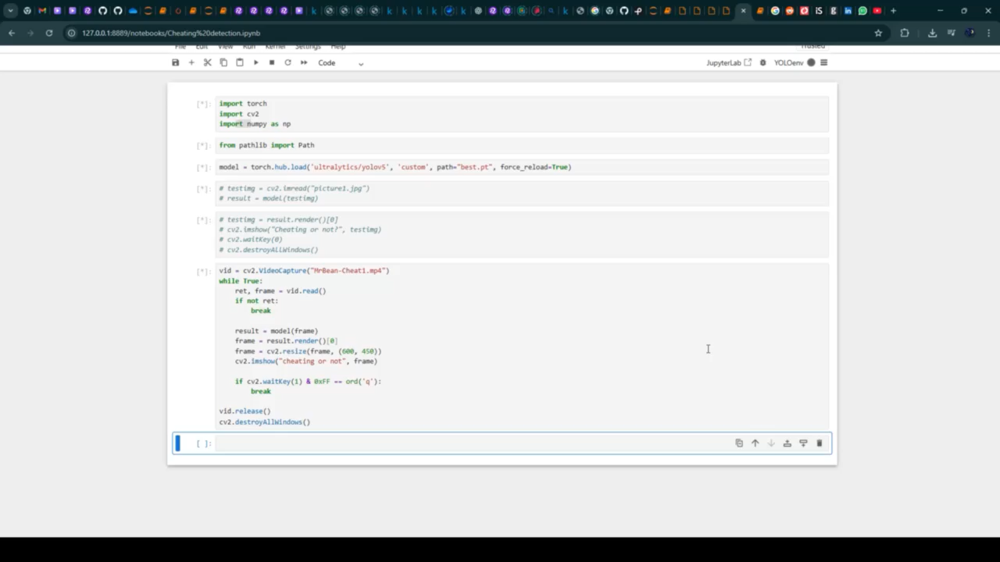 127.0.0.1:8889/notebooks/Cheating%20detection.ipynb
File Edit View Run Kernel Settings Help
Trusted
Code
JupyterLab
YOLOenv
[*]:
import torch
import cv2
import numpy as np
[*]:
from pathlib import Path
[*]:
model = torch.hub.load('ultralytics/yolov5', 'custom', path="best.pt", force_reload=True)
[*]:
# testimg = cv2.imread("picture1.jpg")
# result = model(testimg)
[*]:
# testimg = result.render()[0]
# cv2.imshow("Cheating or not?", testimg)
# cv2.waitKey(0)
# cv2.destroyAllWindows()
[*]:
vid = cv2.VideoCapture("MrBean-Cheat1.mp4")
while True:
    ret, frame = vid.read()
    if not ret:
        break
    result = model(frame)
    frame = result.render()[0]
    frame = cv2.resize(frame, (600, 450))
    cv2.imshow("cheating or not", frame)
    if cv2.waitKey(1) & 0xFF == ord('q'):
        break
vid.release()
cv2.destroyAllWindows()
[ ]: